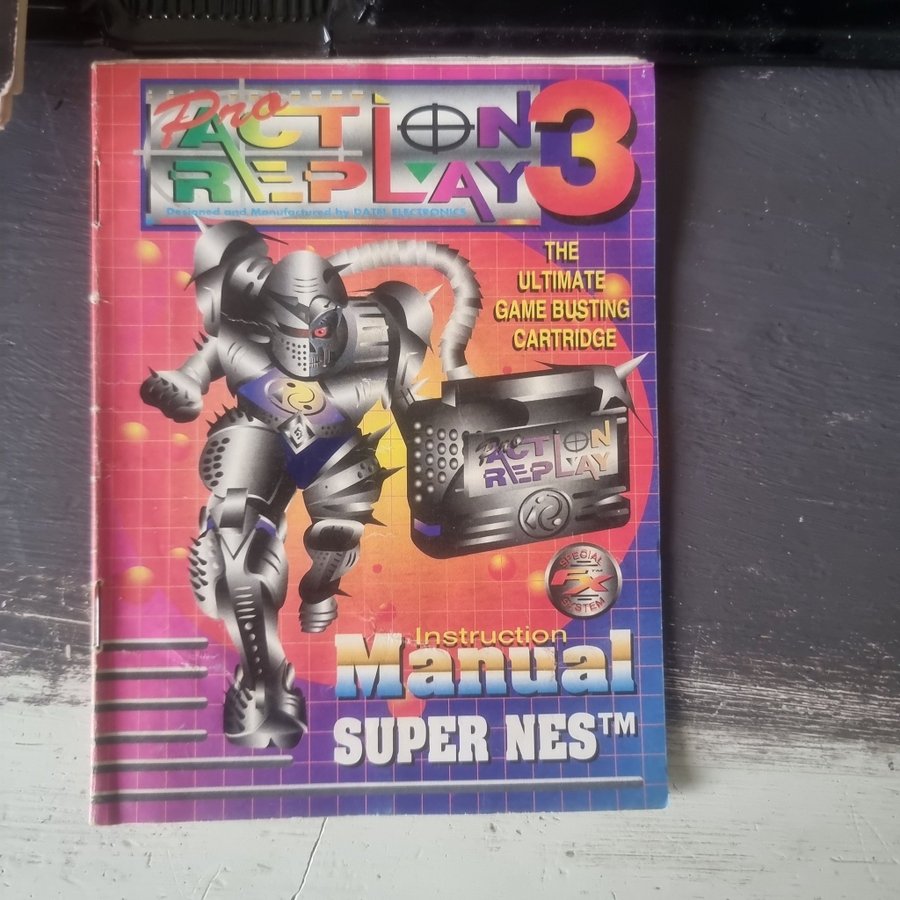 Pro
ACTION
REPLAY 3
Designed and Manufactured by DATEL ELECTRONICS
THE
ULTIMATE
GAME BUSTING
CARTRIDGE
Pro
ACTION
REPLAY
SPECIAL
FX™
SYSTEM
Instruction
Manual
SUPER NES™